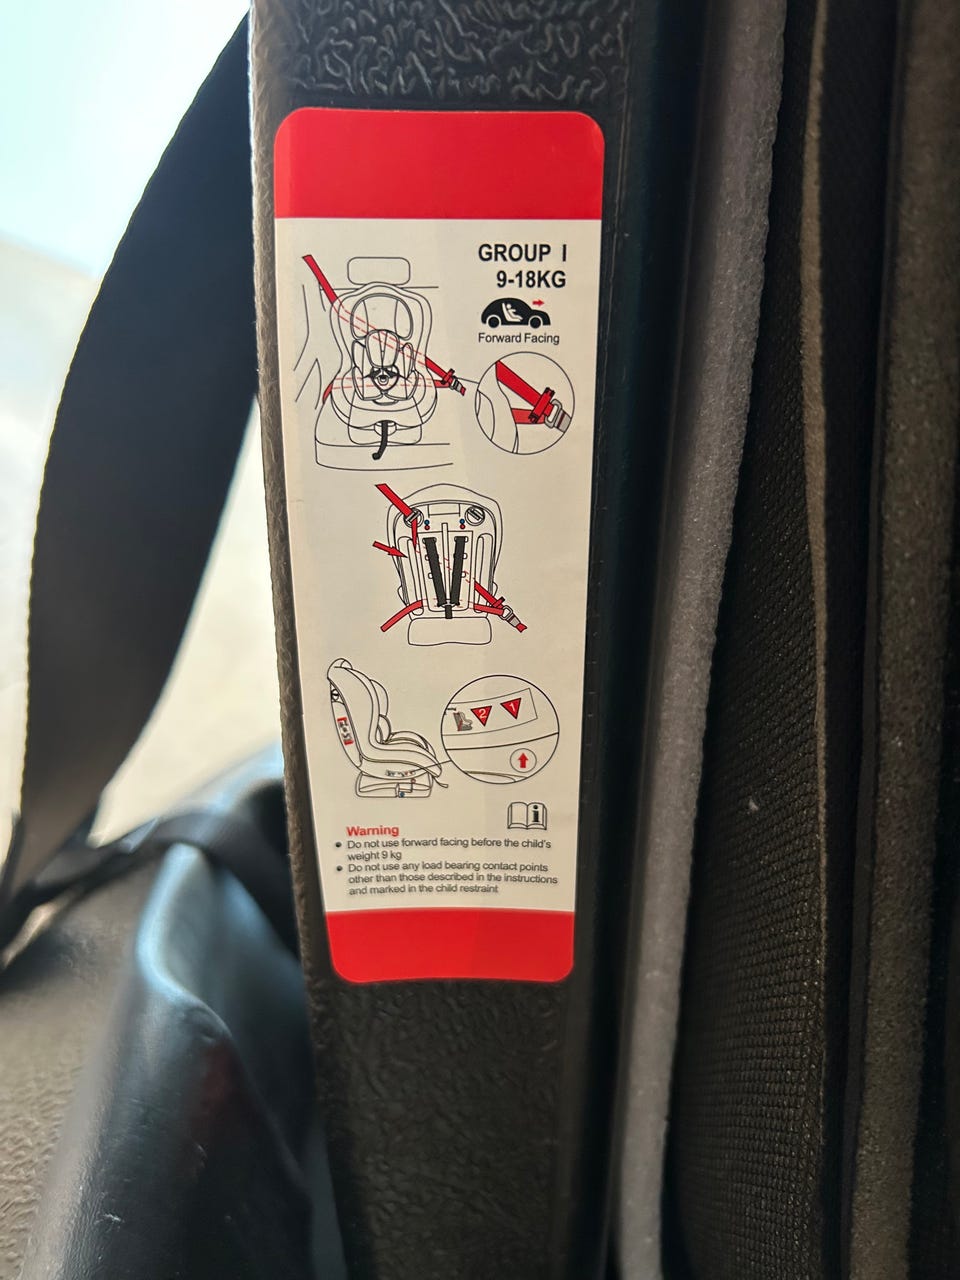 GROUP I
9-18KG
Forward Facing
2 1
i
Warning
• Do not use forward facing before the child's
weight 9 kg
• Do not use any load bearing contact points
other than those described in the instructions
and marked in the child restraint